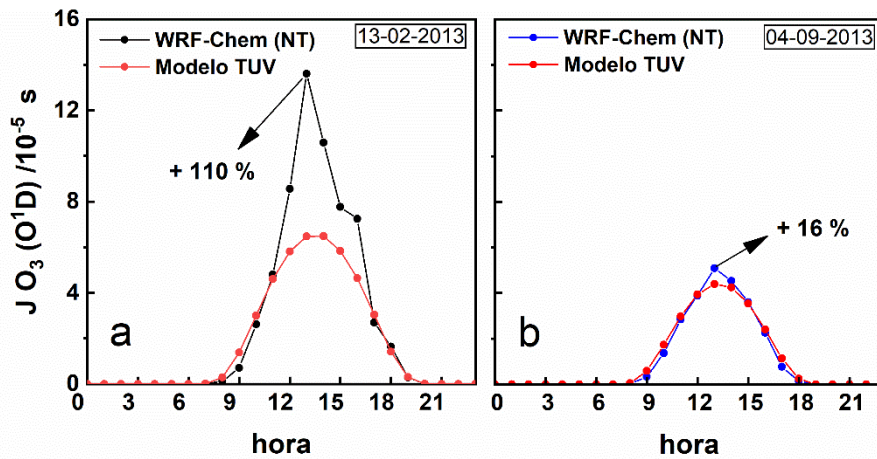 16
12
8
4
0
J O₃ (O¹D) /10⁻⁵ s
WRF-Chem (NT)
Modelo TUV
13-02-2013
+ 110 %
a
0 3 6 9 12 15 18 21
hora
WRF-Chem (NT)
Modelo TUV
04-09-2013
+ 16 %
b
0 3 6 9 12 15 18 21
hora